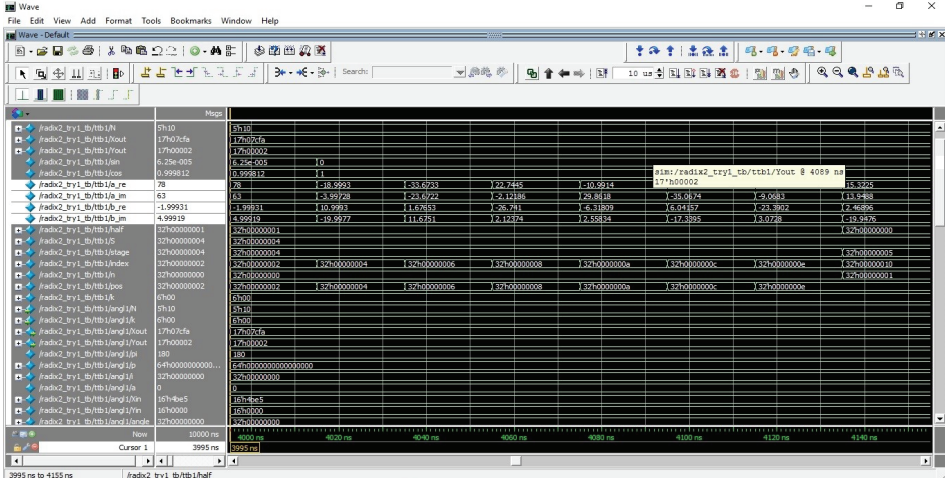 Wave
File Edit View Add Format Tools Bookmarks Window Help
Wave - Default
Search: 10 us
Msgs
/radix2_try1_tb/ttb1/N 5'h10 5'h10
/radix2_try1_tb/ttb1/Xout 17'h07cfa 17'h07cfa
/radix2_try1_tb/ttb1/Yout 17'h00002 17'h00002
/radix2_try1_tb/ttb1/sin 6.25e-005 6.25e-005 0
/radix2_try1_tb/ttb1/cos 0.999812 0.999812 1
sim:/radix2_try1_tb/ttb1/Yout @ 4089 ns
17'h00002
/radix2_try1_tb/ttb1/a_re 78 78 -18.9993 -33.6733 22.7445 -10.9914 15.3225
/radix2_try1_tb/ttb1/a_im 63 63 -3.99728 -23.6722 -2.12186 29.8618 -35.0674 -9.0683 13.9488
/radix2_try1_tb/ttb1/b_re -1.99931 -1.99931 10.9993 1.67653 -26.741 -6.31809 6.04157 -23.3902 2.46896
/radix2_try1_tb/ttb1/b_im 4.99919 4.99919 -19.9977 11.6751 2.12374 2.55834 -17.3395 3.0728 -19.9476
/radix2_try1_tb/ttb1/half 32'h00000001 32'h00000001 32'h00000000
/radix2_try1_tb/ttb1/S 32'h00000004 32'h00000004
/radix2_try1_tb/ttb1/stage 32'h00000004 32'h00000004 32'h00000005
/radix2_try1_tb/ttb1/index 32'h00000002 32'h00000002 32'h00000004 32'h00000006 32'h00000008 32'h0000000a 32'h0000000c 32'h0000000e 32'h00000010
/radix2_try1_tb/ttb1/n 32'h00000000 32'h00000000 32'h00000001
/radix2_try1_tb/ttb1/pos 32'h00000002 32'h00000002 32'h00000004 32'h00000006 32'h00000008 32'h0000000a 32'h0000000c 32'h0000000e
/radix2_try1_tb/ttb1/k 6'h00 6'h00
/radix2_try1_tb/ttb1/angl1/N 5'h10 5'h10
/radix2_try1_tb/ttb1/angl1/k 6'h00 6'h00
/radix2_try1_tb/ttb1/angl1/Xout 17'h07cfa 17'h07cfa
/radix2_try1_tb/ttb1/angl1/Yout 17'h00002 17'h00002
/radix2_try1_tb/ttb1/angl1/pi 180 180
/radix2_try1_tb/ttb1/angl1/p 64'h0000000000... 64'h0000000000000000
/radix2_try1_tb/ttb1/angl1/i 32'h00000000 32'h00000000
/radix2_try1_tb/ttb1/angl1/a 0 0
/radix2_try1_tb/ttb1/angl1/Xin 16'h4be5 16'h4be5
/radix2_try1_tb/ttb1/angl1/Yin 16'h0000 16'h0000
/radix2_try1_tb/ttb1/angl1/angle 32'h00000000 32'h00000000
Now 10000 ns 4000 ns 4020 ns 4040 ns 4060 ns 4080 ns 4100 ns 4120 ns 4140 ns
Cursor 1 3995 ns 3995 ns
3995 ns to 4155 ns /radix2_try1_tb/ttb1/half